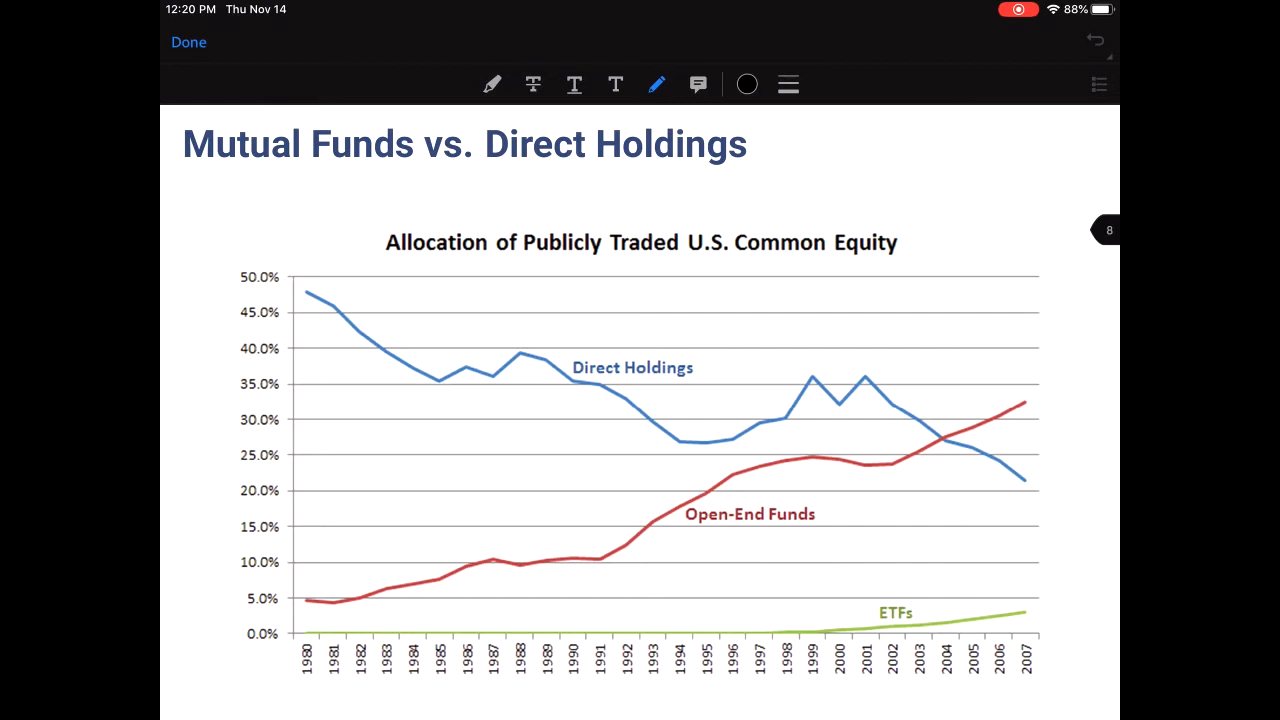 12:20 PM Thu Nov 14
88%
Done
T T T
Mutual Funds vs. Direct Holdings
8
Allocation of Publicly Traded U.S. Common Equity
50.0%
45.0%
40.0%
35.0%
30.0%
25.0%
20.0%
15.0%
10.0%
5.0%
0.0%
Direct Holdings
Open-End Funds
ETFs
1980 1981 1982 1983 1984 1985 1986 1987 1988 1989 1990 1991 1992 1993 1994 1995 1996 1997 1998 1999 2000 2001 2002 2003 2004 2005 2006 2007